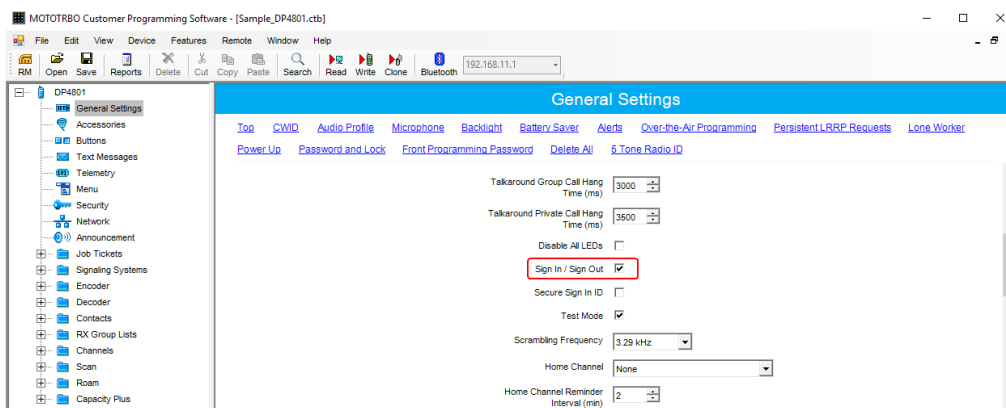 MOTOTRBO Customer Programming Software - [Sample_DP4801.ctb]
File Edit View Device Features Remote Window Help
RM Open Save Reports Delete Cut Copy Paste Search Read Write Clone Bluetooth 192.168.11.1
DP4801
General Settings
Accessories
Buttons
Text Messages
Telemetry
Menu
Security
Network
Announcement
Job Tickets
Signaling Systems
Encoder
Decoder
Contacts
RX Group Lists
Channels
Scan
Roam
Capacity Plus
General Settings
Top CWID Audio Profile Microphone Backlight Battery Saver Alerts Over-the-Air Programming Persistent LRRP Requests Lone Worker
Power Up Password and Lock Front Programming Password Delete All 5 Tone Radio ID
Talkaround Group Call Hang
Time (ms) 3000
Talkaround Private Call Hang
Time (ms) 3500
Disable All LEDs
Sign In / Sign Out
Secure Sign In ID
Test Mode
Scrambling Frequency 3.29 kHz
Home Channel None
Home Channel Reminder
Interval (min) 2